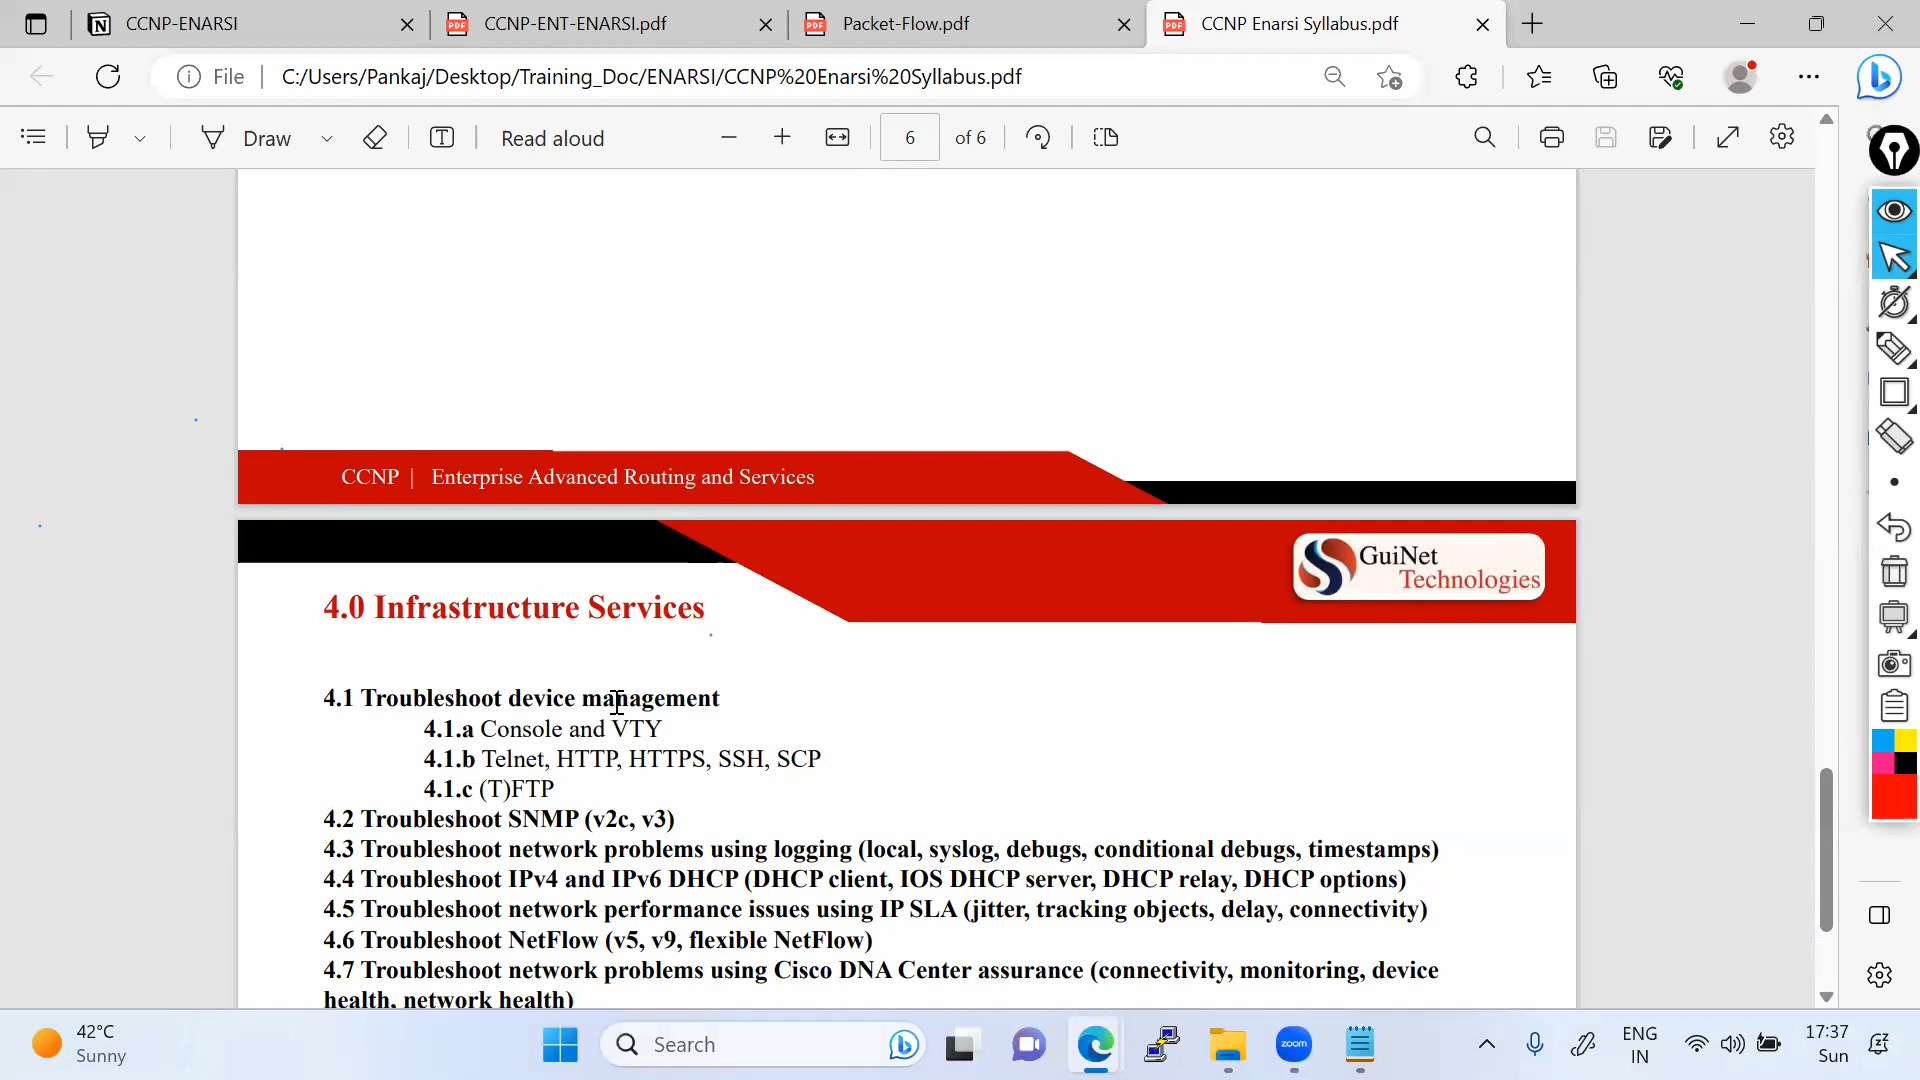 CCNP-ENARSI
CCNP-ENT-ENARSI.pdf
Packet-Flow.pdf
CCNP Enarsi Syllabus.pdf
File
C:/Users/Pankaj/Desktop/Training_Doc/ENARSI/CCNP%20Enarsi%20Syllabus.pdf
Draw
Read aloud
6
of 6
CCNP | Enterprise Advanced Routing and Services
GuiNet
Technologies
4.0 Infrastructure Services
4.1 Troubleshoot device management
4.1.a Console and VTY
4.1.b Telnet, HTTP, HTTPS, SSH, SCP
4.1.c (T)FTP
4.2 Troubleshoot SNMP (v2c, v3)
4.3 Troubleshoot network problems using logging (local, syslog, debugs, conditional debugs, timestamps)
4.4 Troubleshoot IPv4 and IPv6 DHCP (DHCP client, IOS DHCP server, DHCP relay, DHCP options)
4.5 Troubleshoot network performance issues using IP SLA (jitter, tracking objects, delay, connectivity)
4.6 Troubleshoot NetFlow (v5, v9, flexible NetFlow)
4.7 Troubleshoot network problems using Cisco DNA Center assurance (connectivity, monitoring, device
health, network health)
42°C
Sunny
Search
zoom
ENG
IN
17:37
Sun